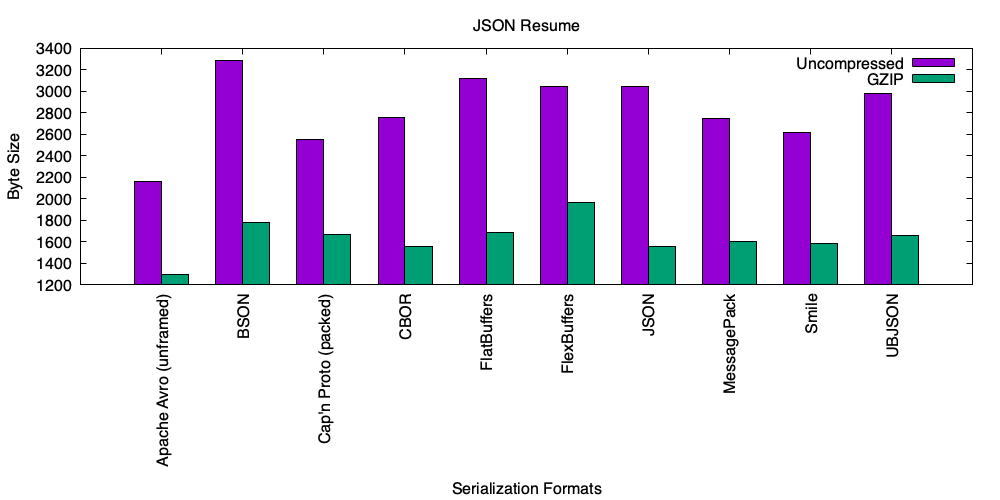 JSON Resume
Uncompressed
GZIP
3400
3200
3000
2800
2600
2400
2200
2000
1800
1600
1400
1200
Byte Size
Apache Avro (unframed)
BSON
Cap'n Proto (packed)
CBOR
FlatBuffers
FlexBuffers
JSON
MessagePack
Smile
UBJSON
Serialization Formats